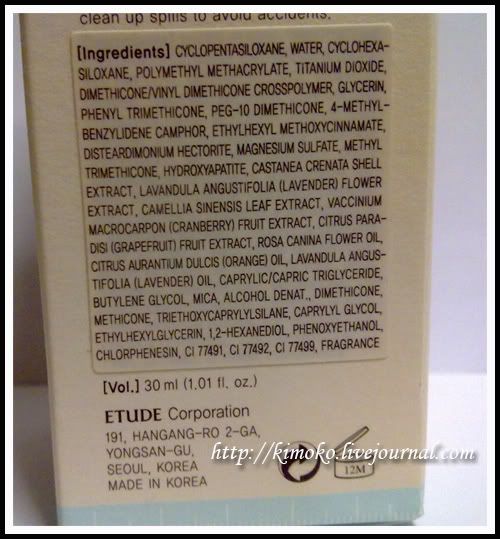 clean up spills to avoid accidents.
[Ingredients] CYCLOPENTASILOXANE, WATER, CYCLOHEXA-
SILOXANE, POLYMETHYL METHACRYLATE, TITANIUM DIOXIDE,
DIMETHICONE/VINYL DIMETHICONE CROSSPOLYMER, GLYCERIN,
PHENYL TRIMETHICONE, PEG-10 DIMETHICONE, 4-METHYL-
BENZYLIDENE CAMPHOR, ETHYLHEXYL METHOXYCINNAMATE,
DISTEARDIMONIUM HECTORITE, MAGNESIUM SULFATE, METHYL
TRIMETHICONE, HYDROXYAPATITE, CASTANEA CRENATA SHELL
EXTRACT, LAVANDULA ANGUSTIFOLIA (LAVENDER) FLOWER
EXTRACT, CAMELLIA SINENSIS LEAF EXTRACT, VACCINIUM
MACROCARPON (CRANBERRY) FRUIT EXTRACT, CITRUS PARA-
DISI (GRAPEFRUIT) FRUIT EXTRACT, ROSA CANINA FLOWER OIL,
CITRUS AURANTIUM DULCIS (ORANGE) OIL, LAVANDULA ANGUS-
TIFOLIA (LAVENDER) OIL, CAPRYLIC/CAPRIC TRIGLYCERIDE,
BUTYLENE GLYCOL, MICA, ALCOHOL DENAT., DIMETHICONE,
METHICONE, TRIETHOXYCAPRYLYLSILANE, CAPRYLYL GLYCOL,
ETHYLHEXYLGLYCERIN, 1,2-HEXANEDIOL, PHENOXYETHANOL,
CHLORPHENESIN, CI 77491, CI 77492, CI 77499, FRAGRANCE
[Vol.] 30 ml (1.01 fl. oz.)
ETUDE Corporation
191, HANGANG-RO 2-GA,
YONGSAN-GU,
SEOUL, KOREA
MADE IN KOREA
http://kimoko.livejournal.com
12M